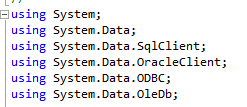 using System;
using System.Data;
using System.Data.SqlClient;
using System.Data.OracleClient;
using System.Data.ODBC;
using System.Data.OleDb;